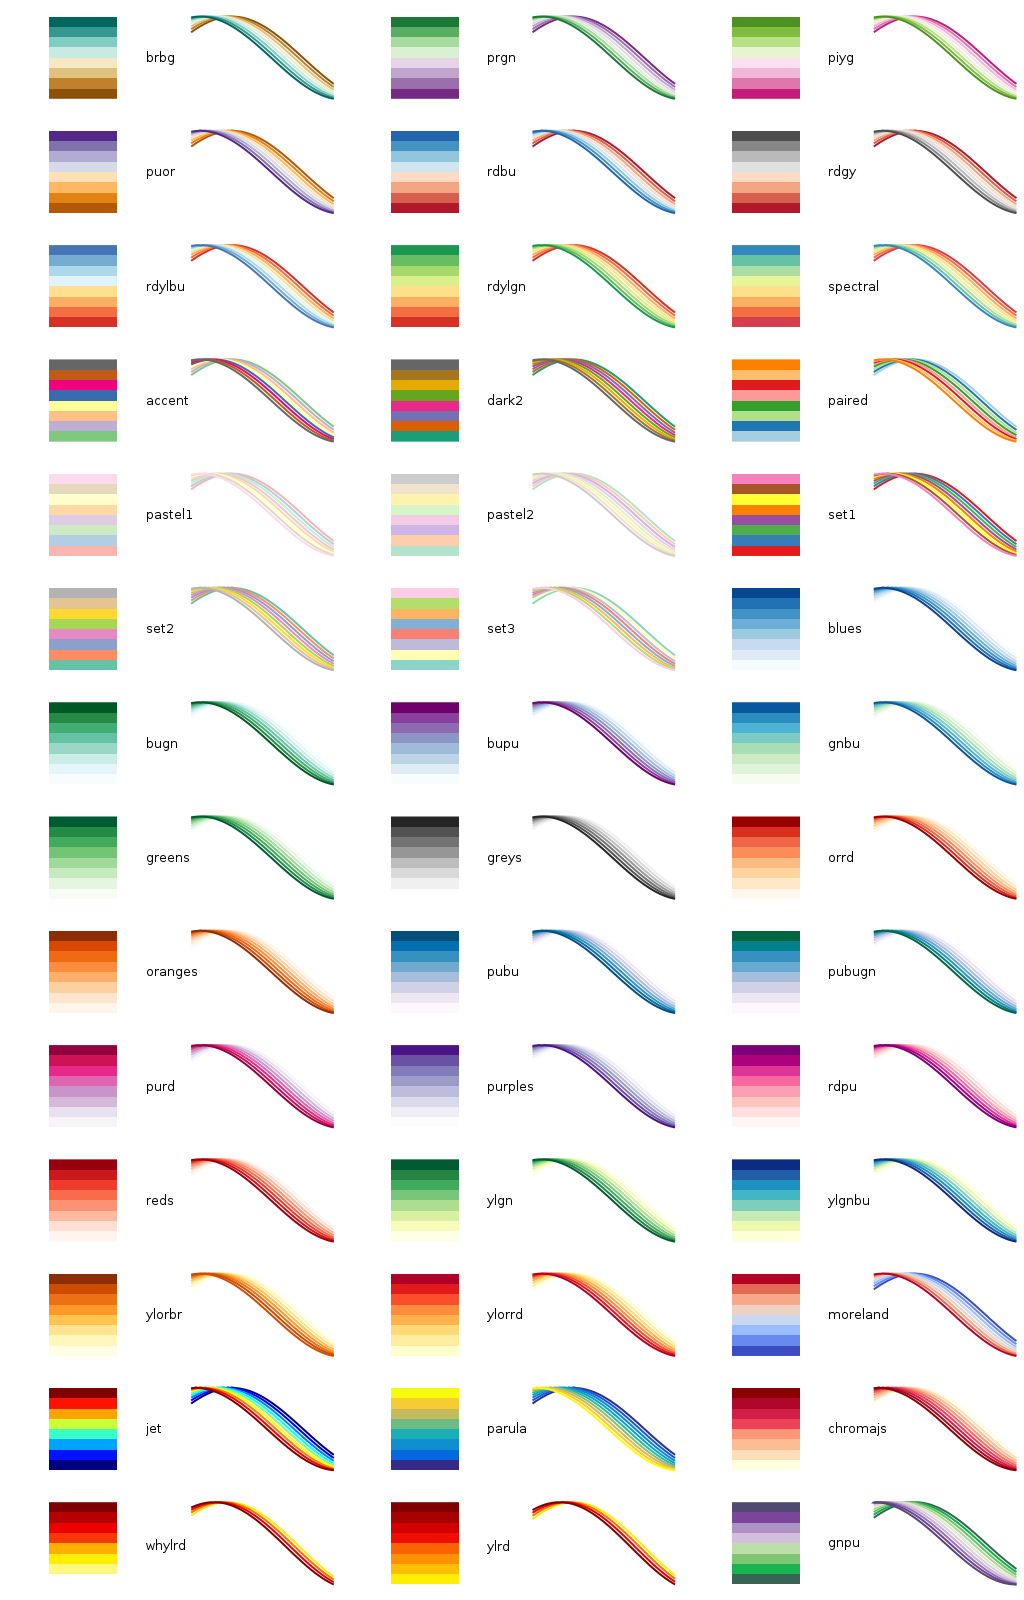 brbg prgn piyg
puor rdbu rdgy
rdylbu rdylgn spectral
accent dark2 paired
pastel1 pastel2 set1
set2 set3 blues
bugn bupu gnbu
greens greys orrd
oranges pubu pubugn
purd purples rdpu
reds ylgn ylgnbu
ylorbr ylorrd moreland
jet parula chromajs
whylrd ylrd gnpu